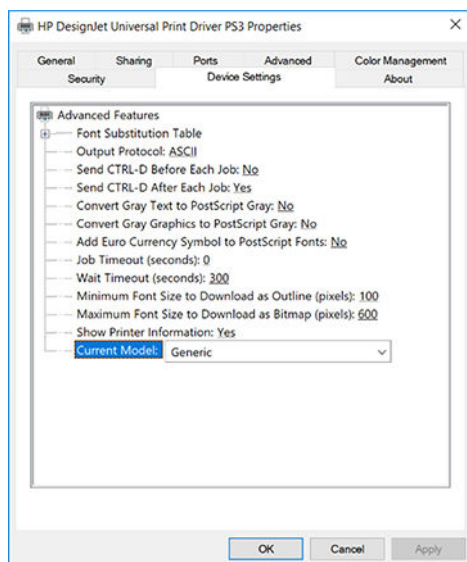 HP DesignJet Universal Print Driver PS3 Properties
General Sharing Ports Advanced Color Management
Security Device Settings About
Advanced Features
Font Substitution Table
Output Protocol: ASCII
Send CTRL-D Before Each Job: No
Send CTRL-D After Each Job: Yes
Convert Gray Text to PostScript Gray: No
Convert Gray Graphics to PostScript Gray: No
Add Euro Currency Symbol to PostScript Fonts: No
Job Timeout (seconds): 0
Wait Timeout (seconds): 300
Minimum Font Size to Download as Outline (pixels): 100
Maximum Font Size to Download as Bitmap (pixels): 600
Show Printer Information: Yes
Current Model: Generic
OK Cancel Apply